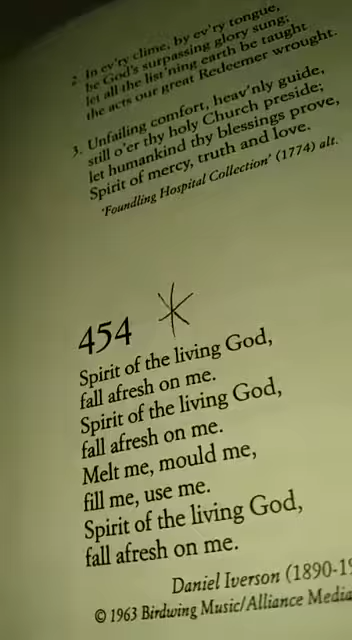 2. In ev'ry clime, by ev'ry tongue,
be God's surpassing glory sung;
let all the list'ning earth be taught
the acts our great Redeemer wrought.
3. Unfailing comfort, heav'nly guide,
still o'er thy holy Church preside;
let humankind thy blessings prove,
Spirit of mercy, truth and love.
'Foundling Hospital Collection' (1774) alt.
454
Spirit of the living God,
fall afresh on me.
Spirit of the living God,
fall afresh on me.
Melt me, mould me,
fill me, use me.
Spirit of the living God,
fall afresh on me.
Daniel Iverson (1890-19
© 1963 Birdwing Music/Alliance Media